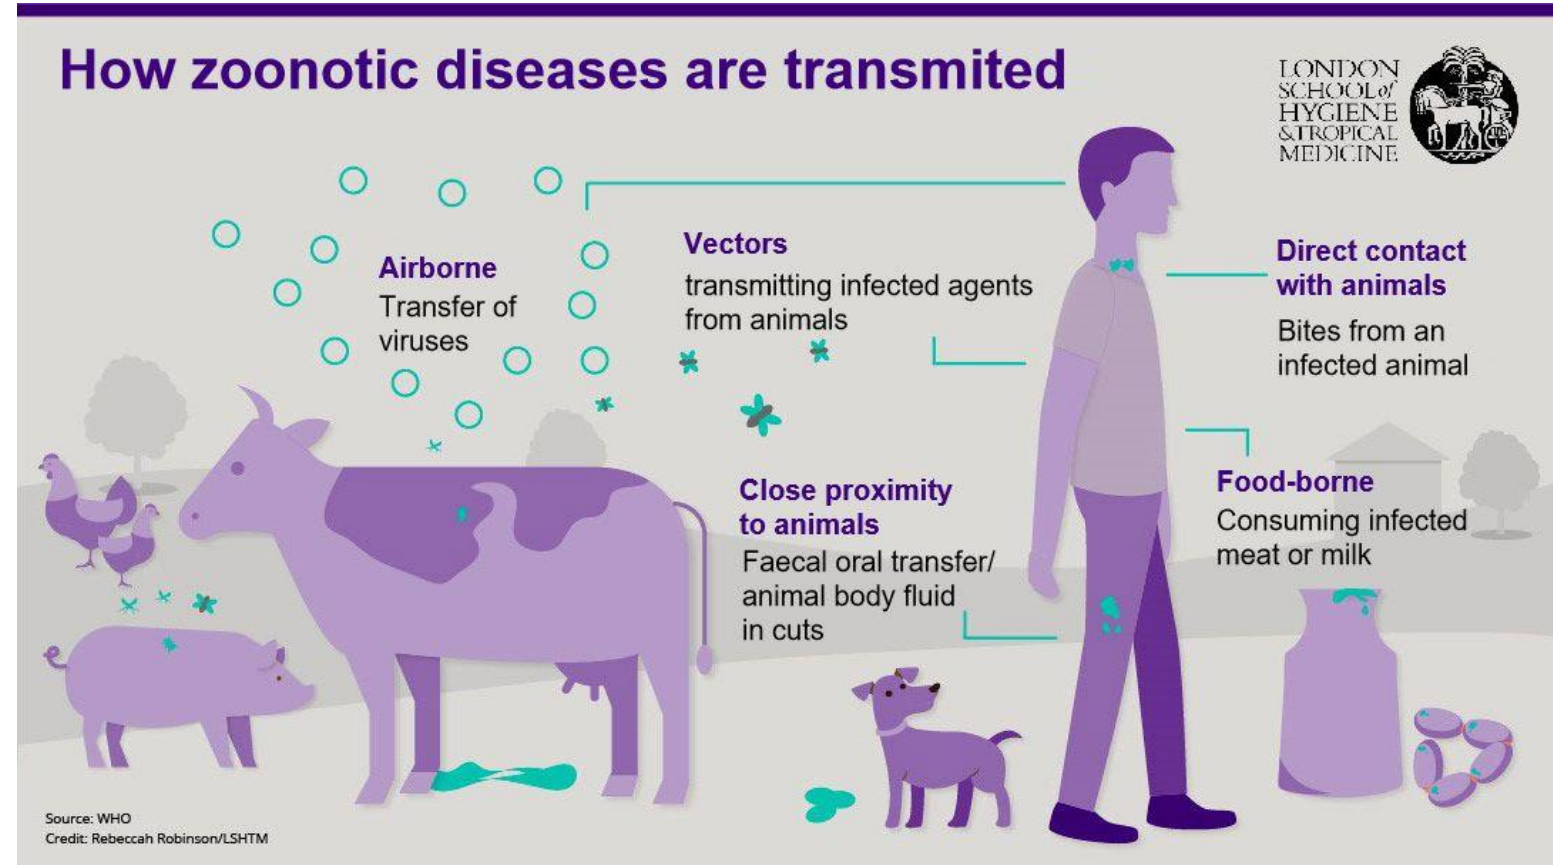 How zoonotic diseases are transmited
LONDON
SCHOOL of
HYGIENE
& TROPICAL
MEDICINE
Airborne
Transfer of
viruses
Vectors
transmitting infected agents
from animals
Direct contact
with animals
Bites from an
infected animal
Close proximity
to animals
Faecal oral transfer/
animal body fluid
in cuts
Food-borne
Consuming infected
meat or milk
Source: WHO
Credit: Rebeccah Robinson/LSHTM